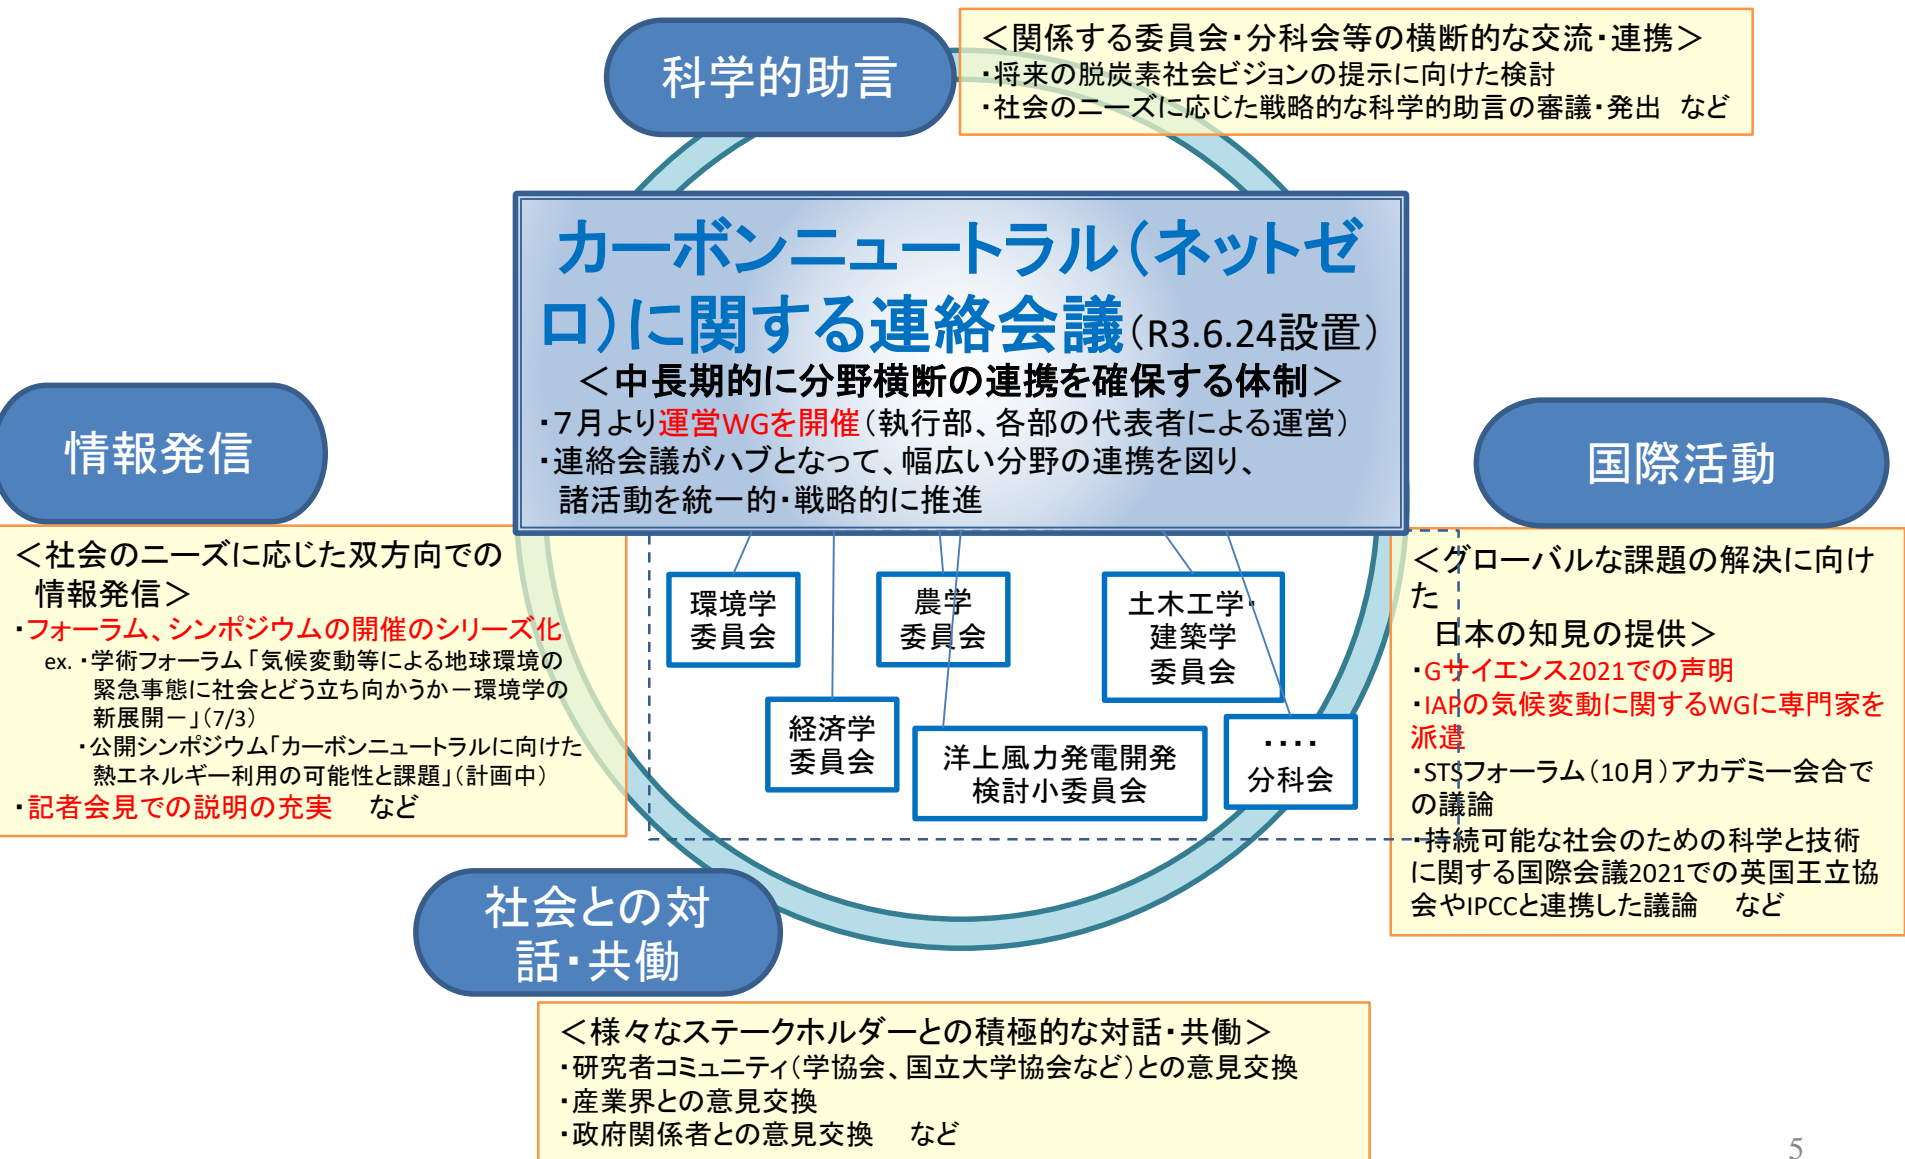 科学的助言
＜関係する委員会・分科会等の横断的な交流・連携＞
・将来の脱炭素社会ビジョンの提示に向けた検討
・社会のニーズに応じた戦略的な科学的助言の審議・発出　など
カーボンニュートラル（ネットゼ
ロ）に関する連絡会議（R3.6.24設置）
＜中長期的に分野横断の連携を確保する体制＞
・７月より運営WGを開催（執行部、各部の代表者による運営）
・連絡会議がハブとなって、幅広い分野の連携を図り、
諸活動を統一的・戦略的に推進
情報発信
＜社会のニーズに応じた双方向での
情報発信＞
・フォーラム、シンポジウムの開催のシリーズ化
ex. ・学術フォーラム「気候変動等による地球環境の
緊急事態に社会とどう立ち向かうか－環境学の
新展開－」（7/3）
・公開シンポジウム「カーボンニュートラルに向けた
熱エネルギー利用の可能性と課題」（計画中）
・記者会見での説明の充実　など
環境学
委員会
農学
委員会
土木工学・
建築学
委員会
経済学
委員会
洋上風力発電開発
検討小委員会
・・・・
分科会
国際活動
＜グローバルな課題の解決に向け
た
日本の知見の提供＞
・Gサイエンス2021での声明
・IAPの気候変動に関するWGに専門家を
派遣
・STSフォーラム（10月）アカデミー会合で
の議論
・持続可能な社会のための科学と技術
に関する国際会議2021での英国王立協
会やIPCCと連携した議論　など
社会との対
話・共働
＜様々なステークホルダーとの積極的な対話・共働＞
・研究者コミュニティ（学協会、国立大学協会など）との意見交換
・産業界との意見交換
・政府関係者との意見交換　など
5